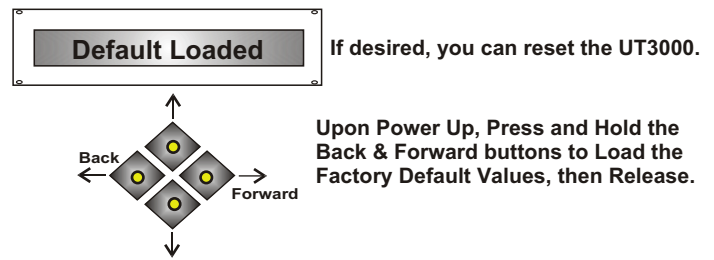 Default Loaded
If desired, you can reset the UT3000.
Upon Power Up, Press and Hold the
Back & Forward buttons to Load the
Factory Default Values, then Release.
Back
Forward